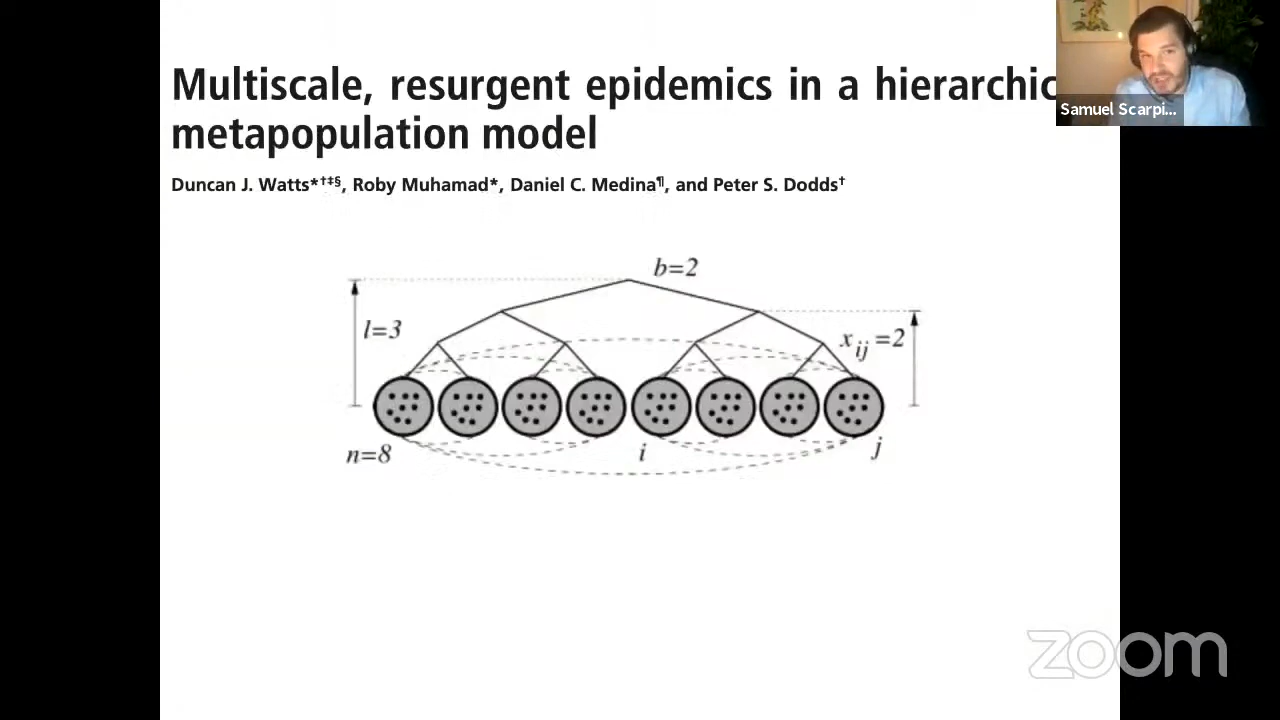 Multiscale, resurgent epidemics in a hierarchic
metapopulation model
Duncan J. Watts*†‡§, Roby Muhamad*, Daniel C. Medina¶, and Peter S. Dodds†
Samuel Scarpi...
b=2
l=3
x_ij=2
n=8
i
j
zoom